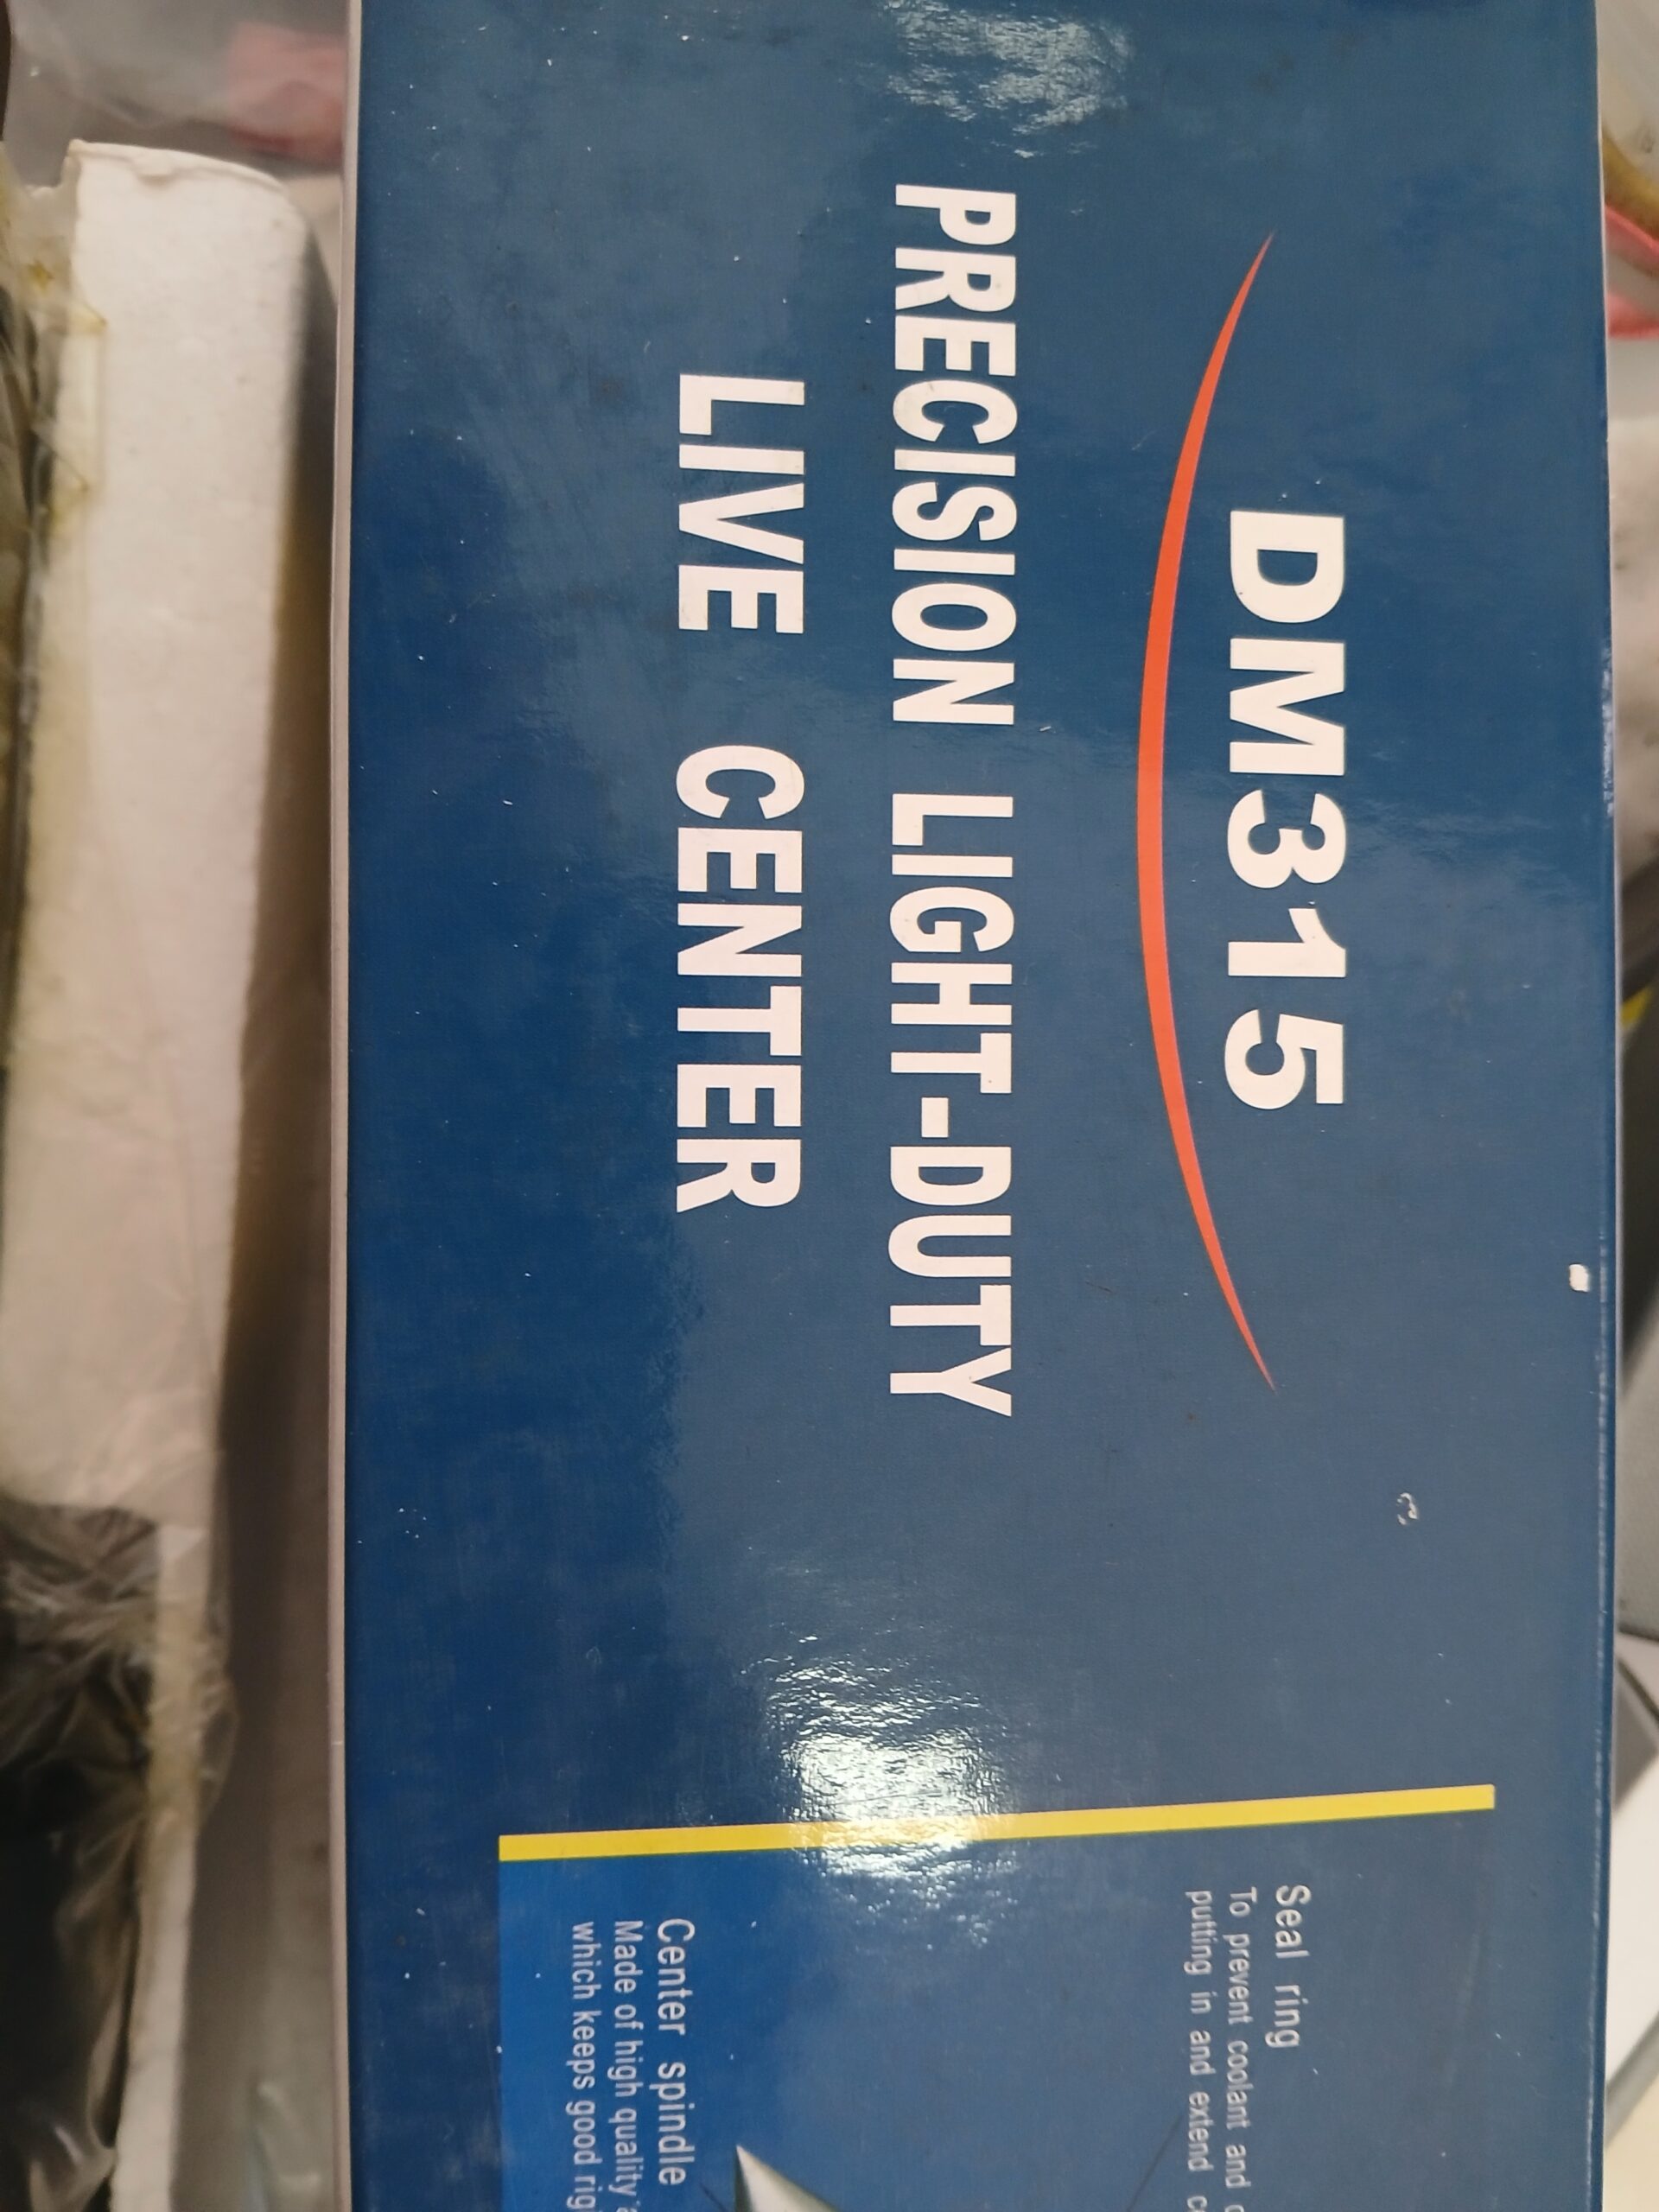 DM315
PRECISION LIGHT-DUTY
LIVE CENTER
Seal ring
To prevent coolant and
putting in and extend
Center spindle
Made of high quality
which keeps good